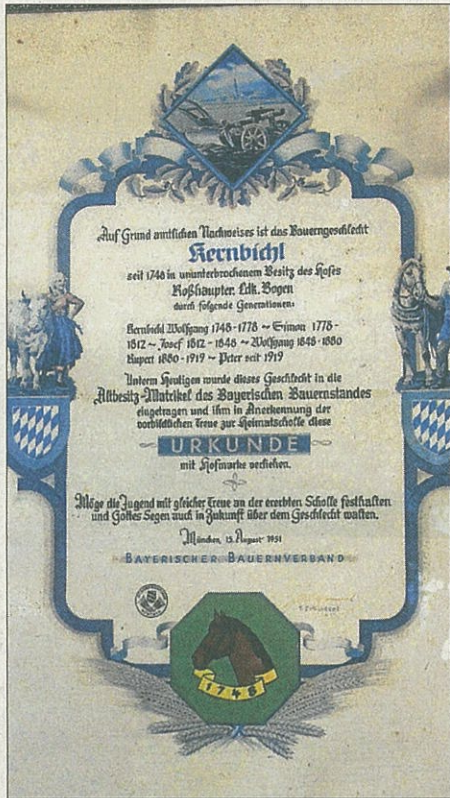 Auf Grund amtlichen Nachweises ist das Bauerngeschlecht
Kernbichl
seit 1748 in ununterbrochenem Besitz des Hofes
Roßhaupten, Ldk. Bogen
durch folgende Generationen:
Kernbichl Wolfgang 1748-1778 ~ Simon 1778-
1812 ~ Josef 1812-1848 ~ Wolfgang 1848-1880
Rupert 1880-1919 ~ Peter seit 1919
Unterm Heutigen wurde dieses Geschlecht in die
Altbesitz-Matrikel des Bayerischen Bauernstandes
eingetragen und ihm in Anerkennung der
vorbildlichen Treue zur Heimatscholle diese
URKUNDE
mit Hofmarke verliehen.
Möge die Jugend mit gleicher Treue an der ererbten Scholle festhalten
und Gottes Segen auch in Zukunft über dem Geschlecht walten.
München, 15. August 1951
BAYERISCHER BAUERNVERBAND
1748